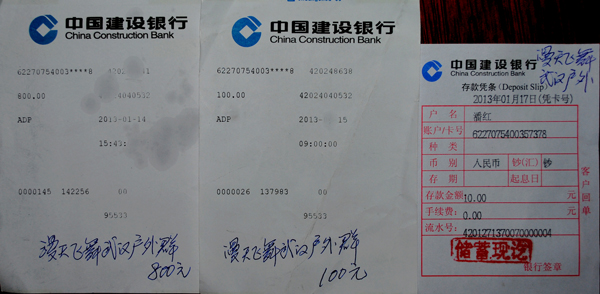 中国建设银行
China Construction Bank
62270754003****8
800.00 4040532
ADP 2013-01-14
15:43:
0000145 142256 00
95533
漫天飞舞武汉户外群
800元
中国建设银行
China Construction Bank
62270754003****8 420248638
100.00 42024040532
ADP 2013- 15
09:00:00
0000026 137983 00
95533
漫天飞舞武汉户外群
100元
漫天飞舞
武汉户外
中国建设银行
China Construction Bank
存款凭条(Deposit Slip)
2013年01月17日(凭卡号)
户名 潘红
账户/卡号 6227075400357378
种类
币别 人民币 钞(汇) 钞
存期 起息日
存款金额 10.00 元
手续费: 0.00 元
流水号: 4201271370070000004
储蓄现讫
银行签章
客户回单